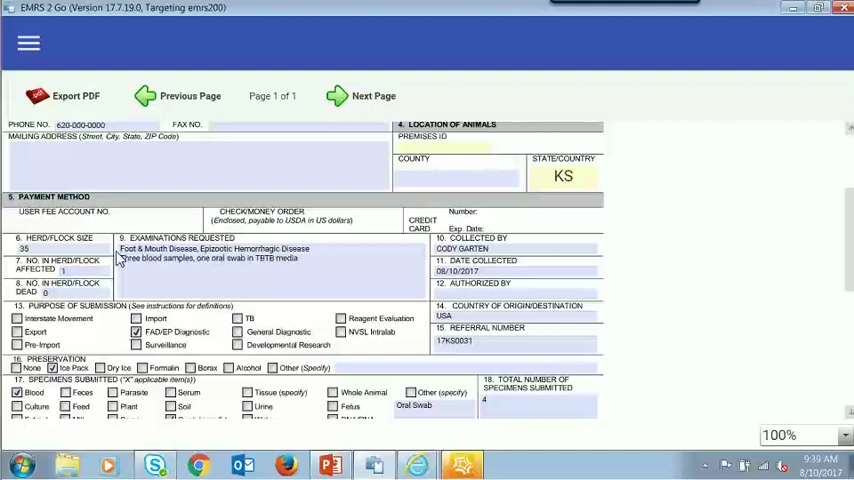 EMRS 2 Go (Version 17.7.19.0, Targeting emrs200)
Export PDF
Previous Page
Page 1 of 1
Next Page
PHONE NO. 620-000-0000 FAX NO.
4. LOCATION OF ANIMALS
MAILING ADDRESS (Street, City, State, ZIP Code)
PREMISES ID
COUNTY
STATE/COUNTRY
KS
5. PAYMENT METHOD
USER FEE ACCOUNT NO.
CHECK/MONEY ORDER
(Enclosed, payable to USDA in US dollars)
CREDIT
CARD
Number:
Exp. Date:
6. HERD/FLOCK SIZE
35
7. NO. IN HERD/FLOCK
AFFECTED 1
8. NO. IN HERD/FLOCK
DEAD 0
9. EXAMINATIONS REQUESTED
Foot & Mouth Disease, Epizootic Hemorrhagic Disease
three blood samples, one oral swab in TBTB media
10. COLLECTED BY
CODY GARTEN
11. DATE COLLECTED
08/10/2017
12. AUTHORIZED BY
13. PURPOSE OF SUBMISSION (See instructions for definitions)
Interstate Movement Import TB Reagent Evaluation
Export FAD/EP Diagnostic General Diagnostic NVSL Intralab
Pre-Import Surveillance Developmental Research
14. COUNTRY OF ORIGIN/DESTINATION
USA
15. REFERRAL NUMBER
17KS0031
16. PRESERVATION
None Ice Pack Dry Ice Formalin Borax Alcohol Other (specify)
17. SPECIMENS SUBMITTED ("X" applicable item(s))
Blood Feces Parasite Serum Tissue (specify) Whole Animal Other (specify)
Culture Feed Plant Soil Urine Fetus Oral Swab
18. TOTAL NUMBER OF
SPECIMENS SUBMITTED
4
100%
9:39 AM
8/10/2017